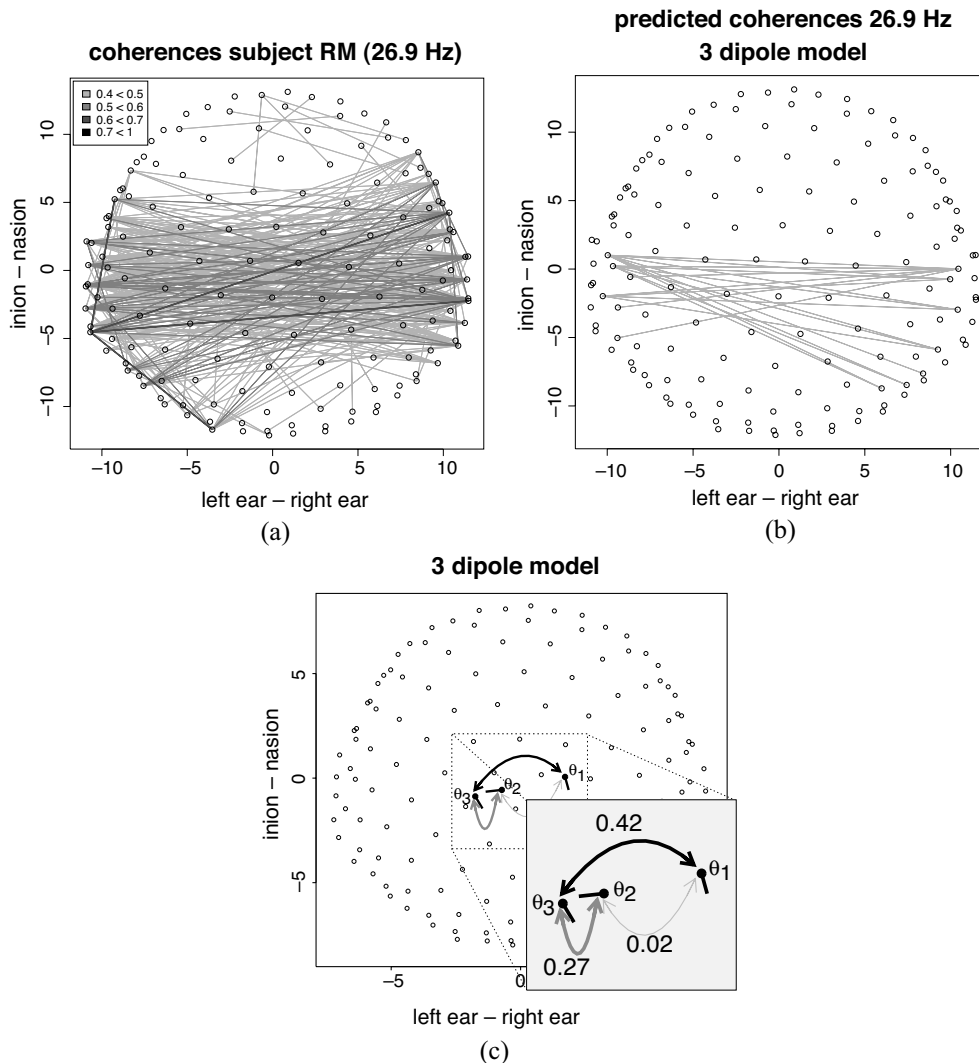 coherences subject RM (26.9 Hz)
0.4 < 0.5
0.5 < 0.6
0.6 < 0.7
0.7 < 1
inion – nasion
10
5
0
−5
−10
−10 −5 0 5 10
left ear – right ear
(a)
predicted coherences 26.9 Hz
3 dipole model
inion – nasion
10
5
0
−5
−10
−10 −5 0 5 10
left ear – right ear
(b)
3 dipole model
inion – nasion
5
0
−5
θ1
θ2
θ3
0.42
θ1
θ2
θ3
0.02
0.27
−5
left ear – right ear
(c)